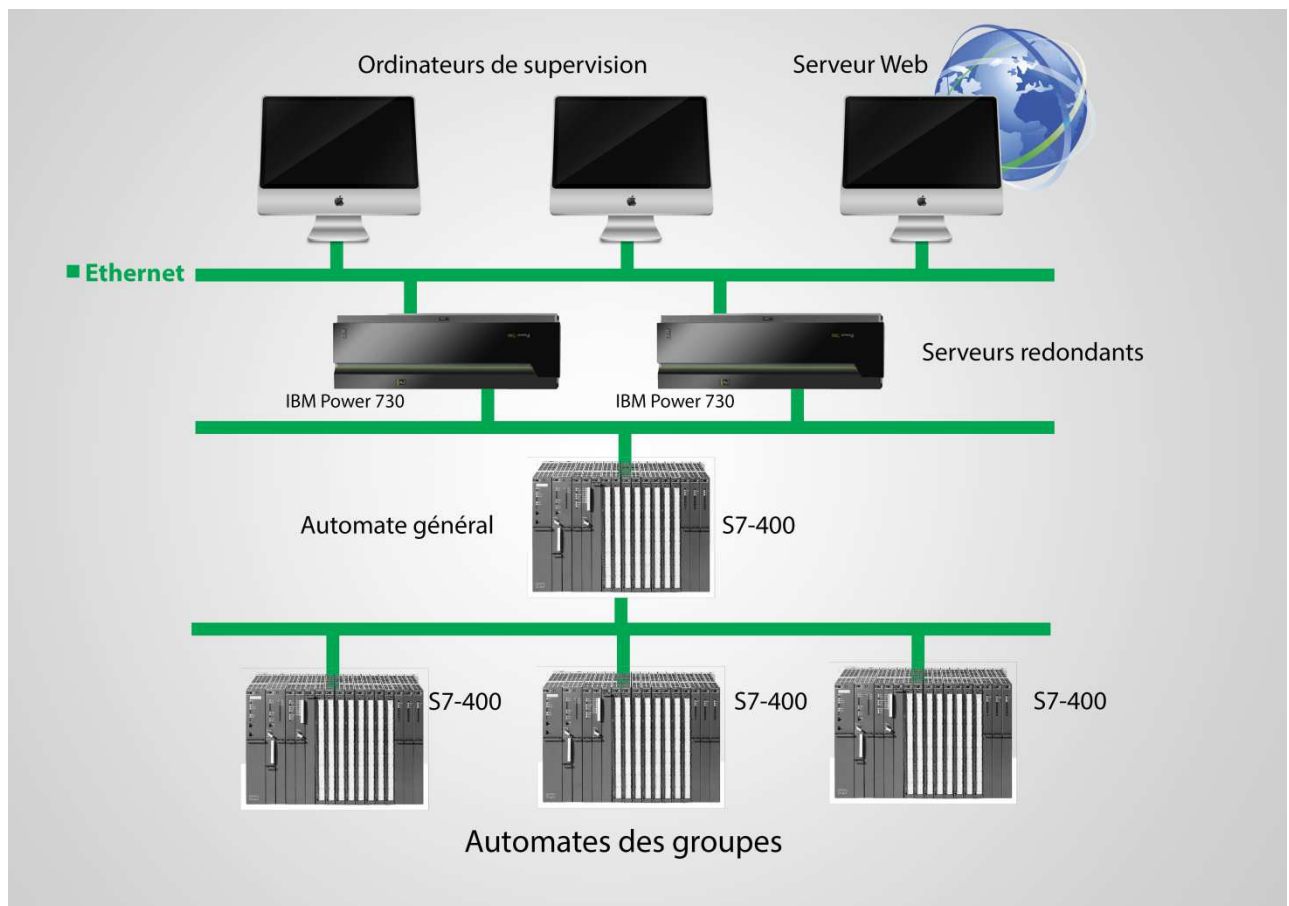 Ordinateurs de supervision
Serveur Web
Ethernet
Serveurs redondants
IBM Power 730
IBM Power 730
Automate général
S7-400
S7-400
S7-400
S7-400
Automates des groupes